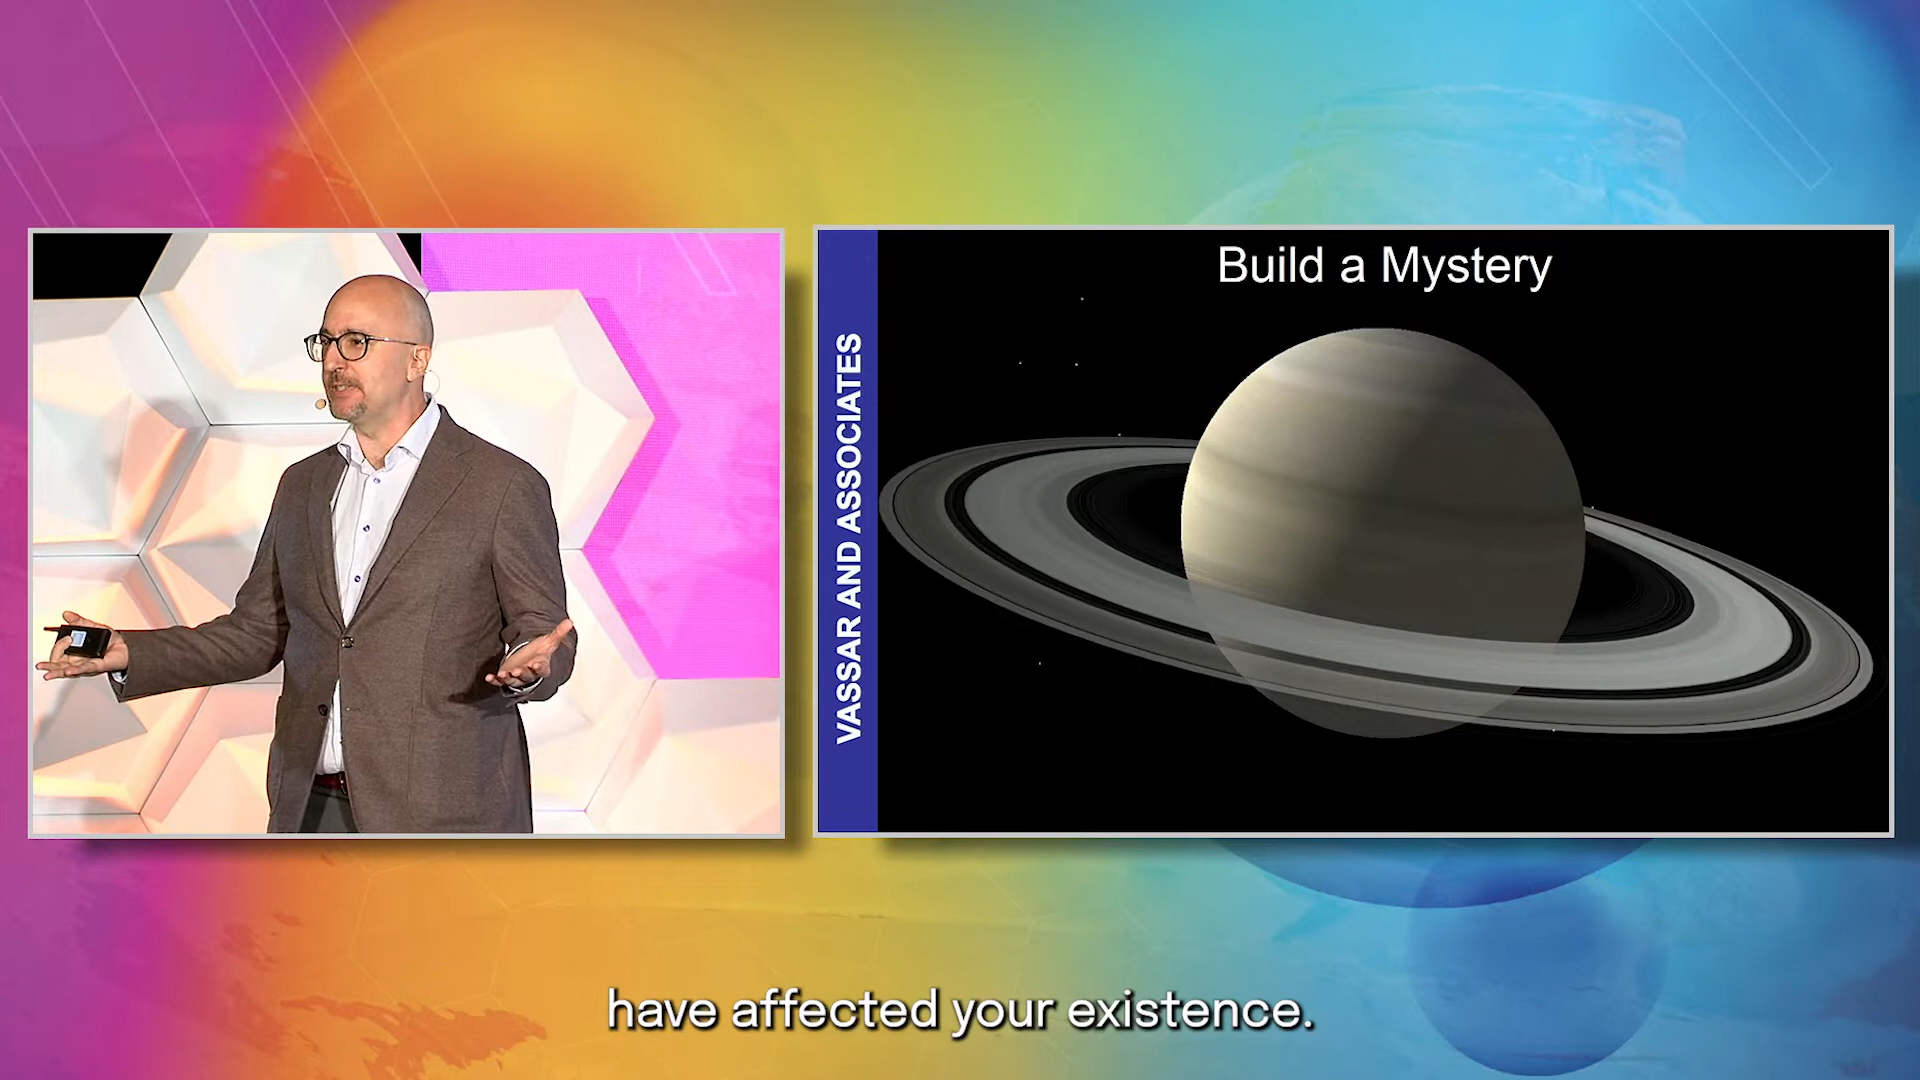 Build a Mystery
VASSAR AND ASSOCIATES
have affected your existence.